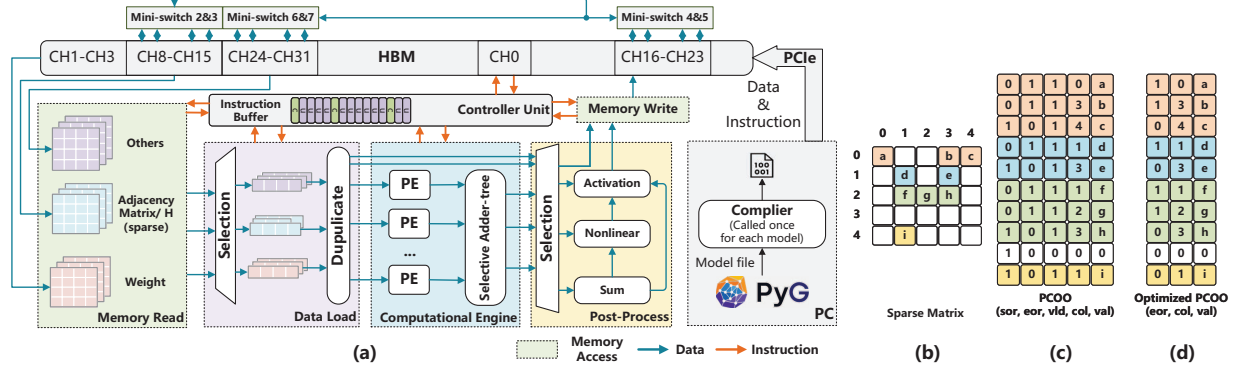 Mini-switch 2&3
Mini-switch 6&7
Mini-switch 4&5
CH1-CH3
CH8-CH15
CH24-CH31
HBM
CH0
CH16-CH23
PCIe
Data
&
Instruction
Instruction
Buffer
Controller Unit
Memory Write
Others
Adjacency
Matrix/ H
(sparse)
Weight
Memory Read
Selection
Dupulicate
Data Load
PE
PE
...
PE
Selective Adder-tree
Computational Engine
Selection
Activation
Nonlinear
Sum
Post-Process
100
001
Complier
(Called once
for each model)
Model file
PyG
PC
(a)
Memory
Access
Data
Instruction
0 1 2 3 4
0 a b c
1 d e
2 f g h
3
4 i
Sparse Matrix
(b)
0 1 1 0 a
0 1 1 3 b
1 0 1 4 c
0 1 1 1 d
1 0 1 3 e
0 1 1 1 f
0 1 1 2 g
1 0 1 3 h
1 0 0 0 0
1 0 1 1 i
PCOO
(sor, eor, vld, col, val)
(c)
1 0 a
1 3 b
0 4 c
1 1 d
0 3 e
1 1 f
1 2 g
0 3 h
0 0 0
0 1 i
Optimized PCOO
(eor, col, val)
(d)